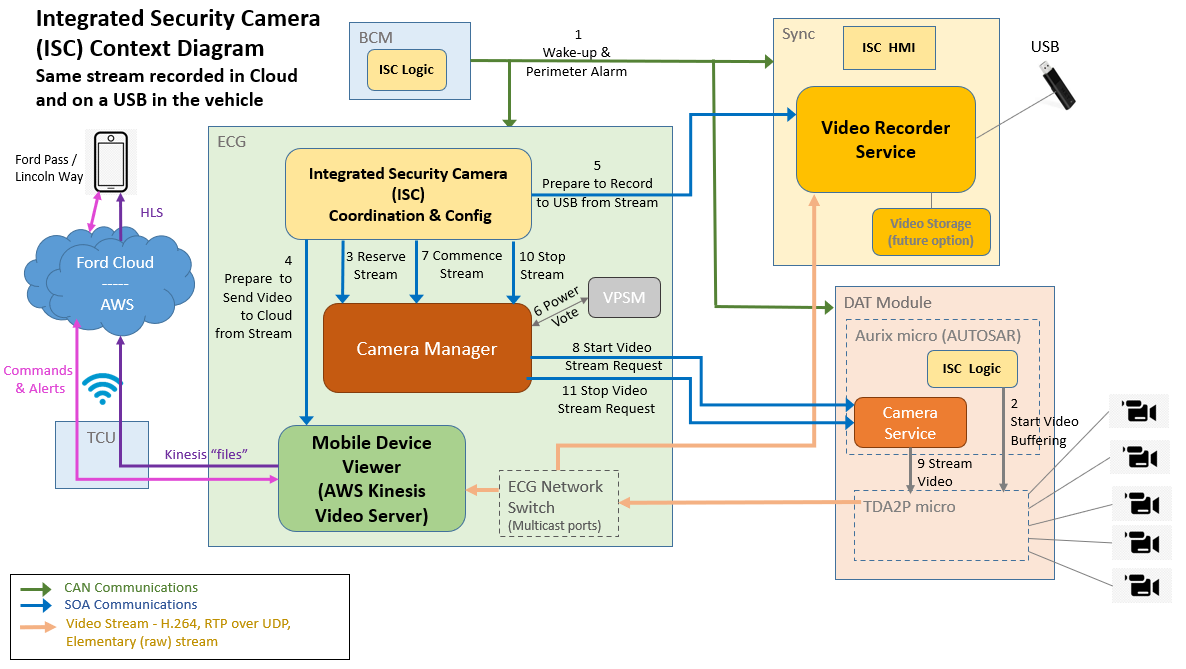 Integrated Security Camera
(ISC) Context Diagram
Same stream recorded in Cloud
and on a USB in the vehicle
BCM
ISC Logic
1
Wake-up &
Perimeter Alarm
Sync
ISC HMI
USB
Video Recorder
Service
Video Storage
(future option)
Ford Pass /
Lincoln Way
HLS
Ford Cloud
-----
AWS
Commands
& Alerts
TCU
Kinesis “files”
ECG
Integrated Security Camera
(ISC)
Coordination & Config
5
Prepare to Record
to USB from Stream
4
Prepare to
Send Video
to Cloud
from Stream
3 Reserve
Stream
7 Commence
Stream
10 Stop
Stream
6 Power
Vote
VPSM
Camera Manager
8 Start Video
Stream Request
11 Stop Video
Stream Request
Mobile Device
Viewer
(AWS Kinesis
Video Server)
ECG Network
Switch
(Multicast ports)
DAT Module
Aurix micro (AUTOSAR)
ISC Logic
Camera
Service
2
Start Video
Buffering
9 Stream
Video
TDA2P micro
CAN Communications
SOA Communications
Video Stream - H.264, RTP over UDP,
Elementary (raw) stream